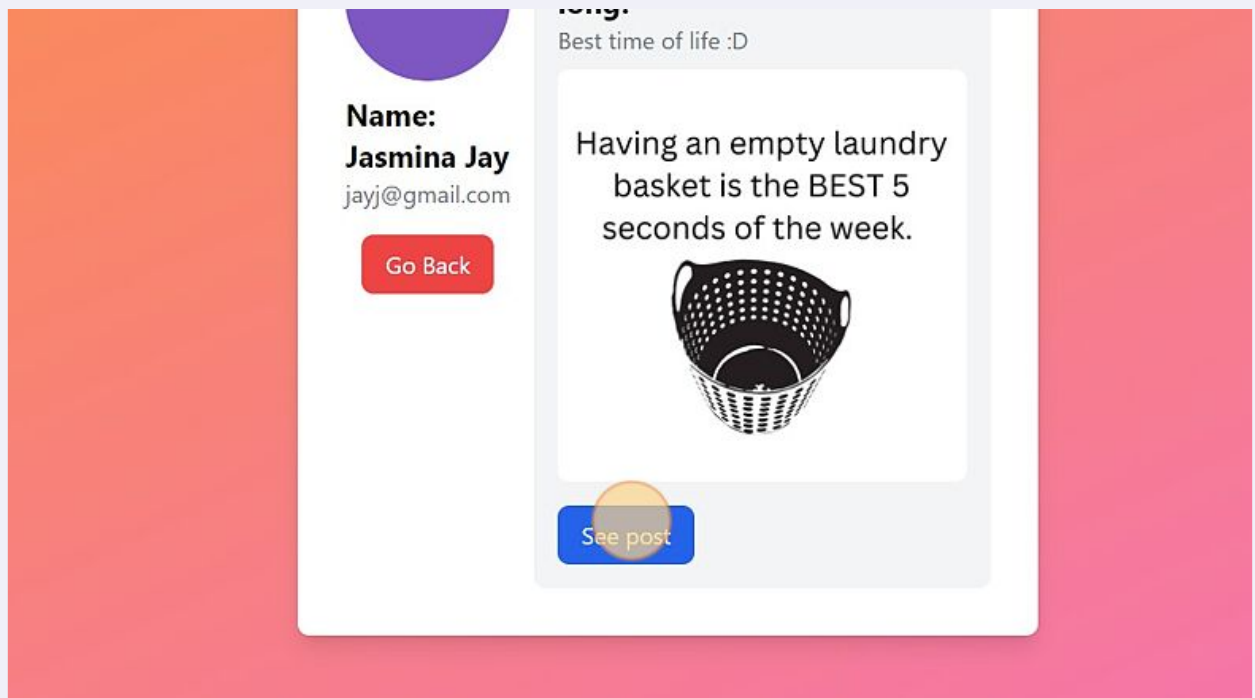 long!
Best time of life :D
Name:
Jasmina Jay
jayj@gmail.com
Go Back
Having an empty laundry
basket is the BEST 5
seconds of the week.
See post